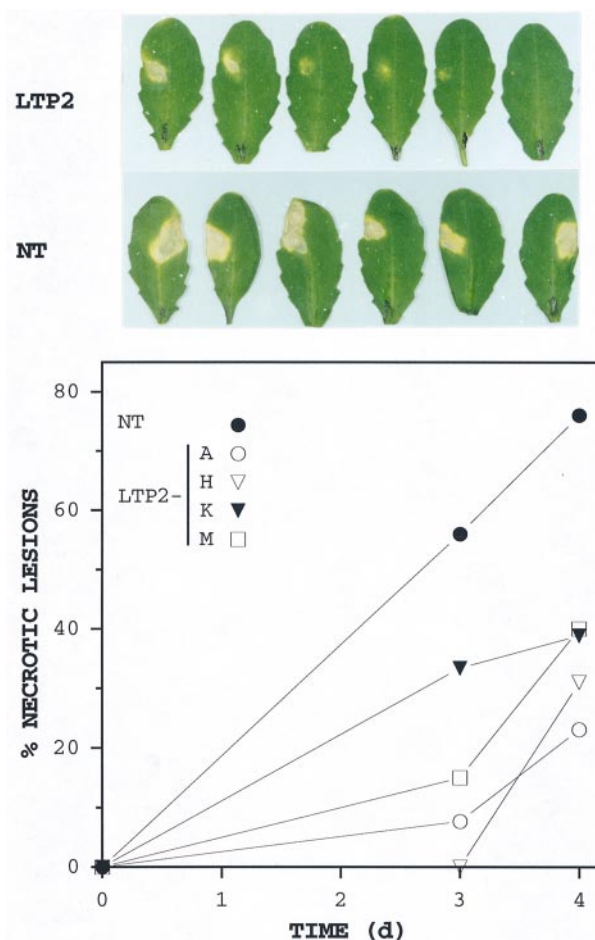 LTP2
NT
80
60
40
20
0
% NECROTIC LESIONS
NT
A
LTP2-
H
K
M
0 1 2 3 4
TIME (d)